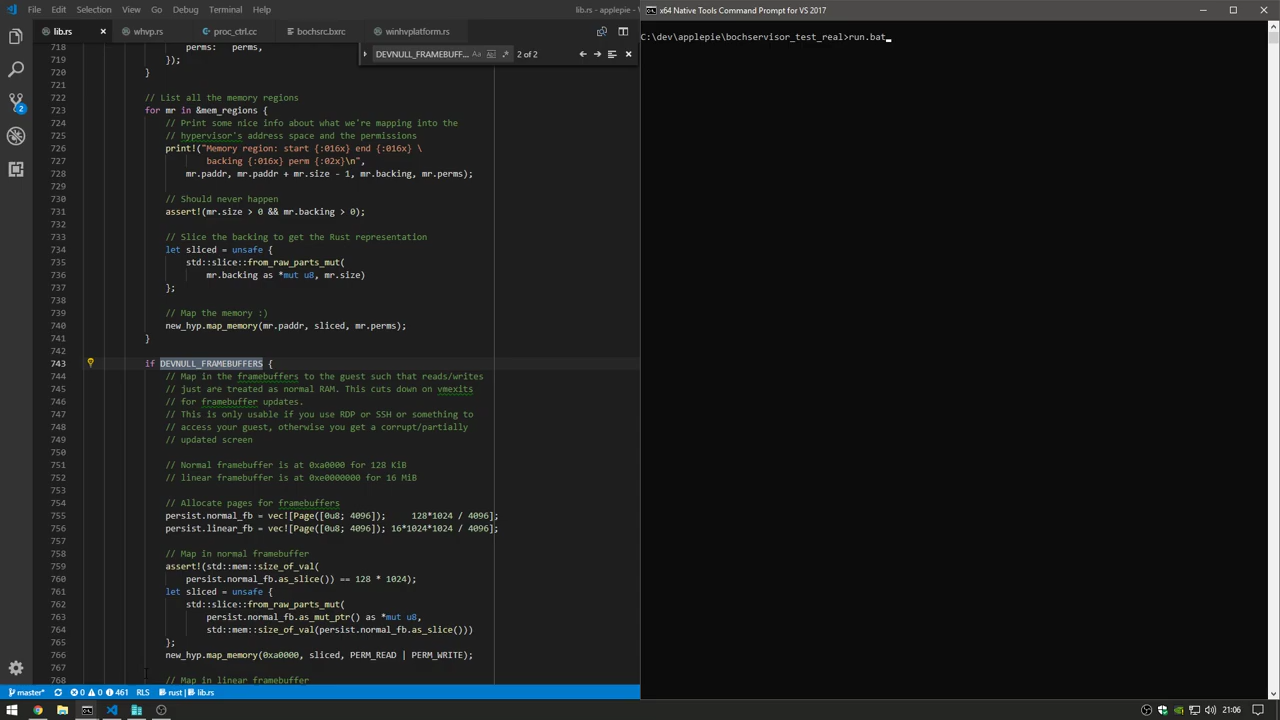 File Edit Selection View Go Debug Terminal Help
lib.rs - applepie - Visual Studio Code
lib.rs
whvp.rs
proc_ctrl.cc
bochsrc.bxrc
winhvplatform.rs
DEVNULL_FRAMEBUFF... Aa Abl .* 2 of 2
718 perms: perms,
719 });
720 }
721
722 // List all the memory regions
723 for mr in &mem_regions {
724 // Print some nice info about what we're mapping into the
725 // hypervisor's address space and the permissions
726 print!("Memory region: start {:016x} end {:016x} \
727 backing {:016x} perm {:02x}\n",
728 mr.paddr, mr.paddr + mr.size - 1, mr.backing, mr.perms);
729
730 // Should never happen
731 assert!(mr.size > 0 && mr.backing > 0);
732
733 // Slice the backing to get the Rust representation
734 let sliced = unsafe {
735 std::slice::from_raw_parts_mut(
736 mr.backing as *mut u8, mr.size)
737 };
738
739 // Map the memory :)
740 new_hyp.map_memory(mr.paddr, sliced, mr.perms);
741 }
742
743 if DEVNULL_FRAMEBUFFERS {
744 // Map in the framebuffers to the guest such that reads/writes
745 // just are treated as normal RAM. This cuts down on vmexits
746 // for framebuffer updates.
747 // This is only usable if you use RDP or SSH or something to
748 // access your guest, otherwise you get a corrupt/partially
749 // updated screen
750
751 // Normal framebuffer is at 0xa0000 for 128 KiB
752 // linear framebuffer is at 0xe0000000 for 16 MiB
753
754 // Allocate pages for framebuffers
755 persist.normal_fb = vec![Page([0u8; 4096]); 128*1024 / 4096];
756 persist.linear_fb = vec![Page([0u8; 4096]); 16*1024*1024 / 4096];
757
758 // Map in normal framebuffer
759 assert!(std::mem::size_of_val(
760 persist.normal_fb.as_slice()) == 128 * 1024);
761 let sliced = unsafe {
762 std::slice::from_raw_parts_mut(
763 persist.normal_fb.as_mut_ptr() as *mut u8,
764 std::mem::size_of_val(persist.normal_fb.as_slice()))
765 };
766 new_hyp.map_memory(0xa0000, sliced, PERM_READ | PERM_WRITE);
767
768 // Map in linear framebuffer
2
master* 0 0 461 RLS rust | lib.rs
x64 Native Tools Command Prompt for VS 2017
C:\dev\applepie\bochservisor_test_real>run.bat_
21:06